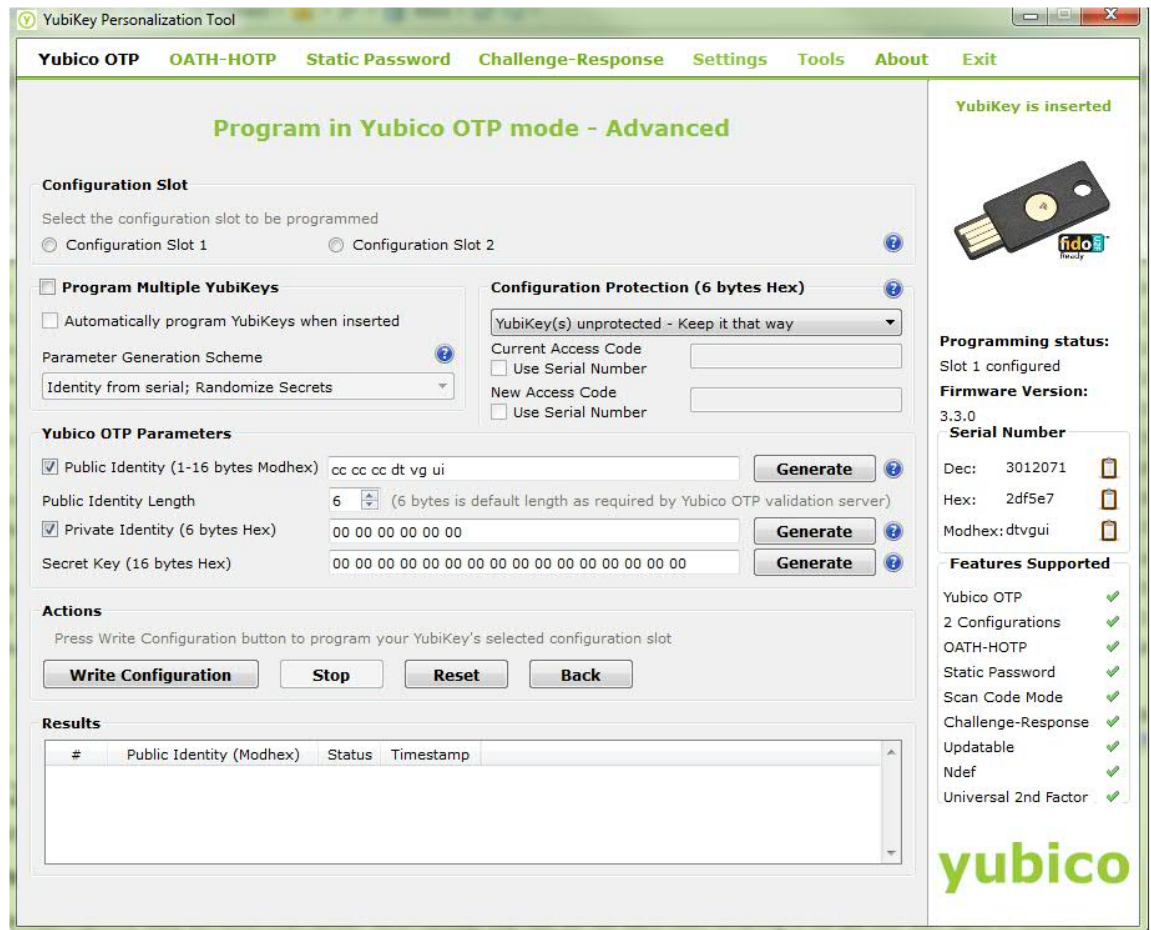 YubiKey Personalization Tool
Yubico OTP OATH-HOTP Static Password Challenge-Response Settings Tools About Exit
Program in Yubico OTP mode - Advanced
Configuration Slot
Select the configuration slot to be programmed
Configuration Slot 1 Configuration Slot 2
Program Multiple YubiKeys
Automatically program YubiKeys when inserted
Parameter Generation Scheme
Identity from serial; Randomize Secrets
Configuration Protection (6 bytes Hex)
YubiKey(s) unprotected - Keep it that way
Current Access Code
Use Serial Number
New Access Code
Use Serial Number
Yubico OTP Parameters
Public Identity (1-16 bytes Modhex) cc cc cc dt vg ui Generate
Public Identity Length 6 (6 bytes is default length as required by Yubico OTP validation server)
Private Identity (6 bytes Hex) 00 00 00 00 00 00 Generate
Secret Key (16 bytes Hex) 00 00 00 00 00 00 00 00 00 00 00 00 00 00 00 00 Generate
Actions
Press Write Configuration button to program your YubiKey's selected configuration slot
Write Configuration Stop Reset Back
Results
# Public Identity (Modhex) Status Timestamp
YubiKey is inserted
fido U2F
Ready
Programming status:
Slot 1 configured
Firmware Version:
3.3.0
Serial Number
Dec: 3012071
Hex: 2df5e7
Modhex: dtvgui
Features Supported
Yubico OTP
2 Configurations
OATH-HOTP
Static Password
Scan Code Mode
Challenge-Response
Updatable
Ndef
Universal 2nd Factor
yubico